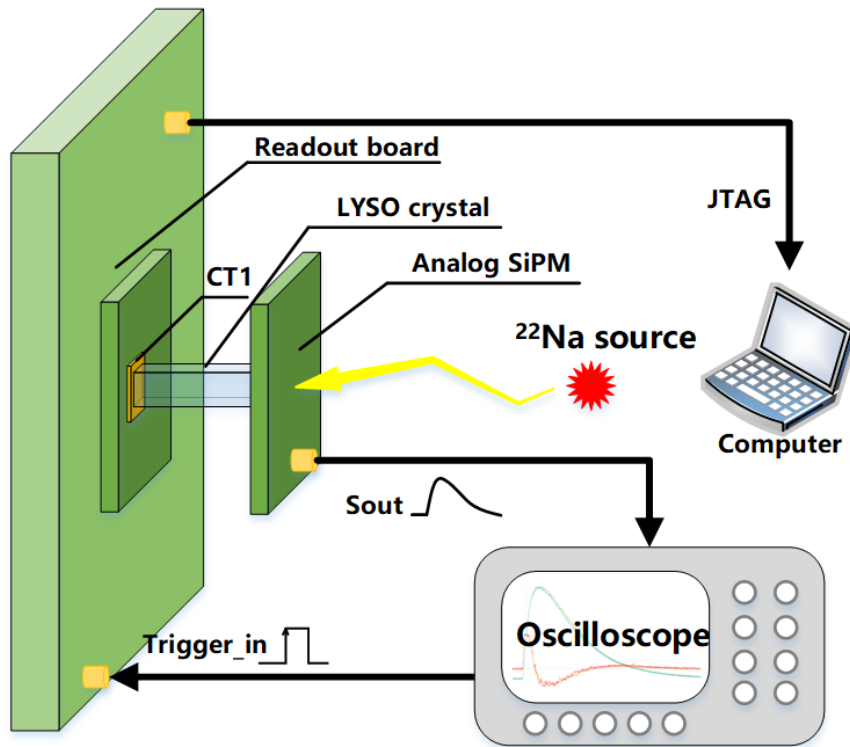 Readout board
LYSO crystal
JTAG
CT1
Analog SiPM
²²Na source
Computer
Sout
Trigger_in
Oscilloscope